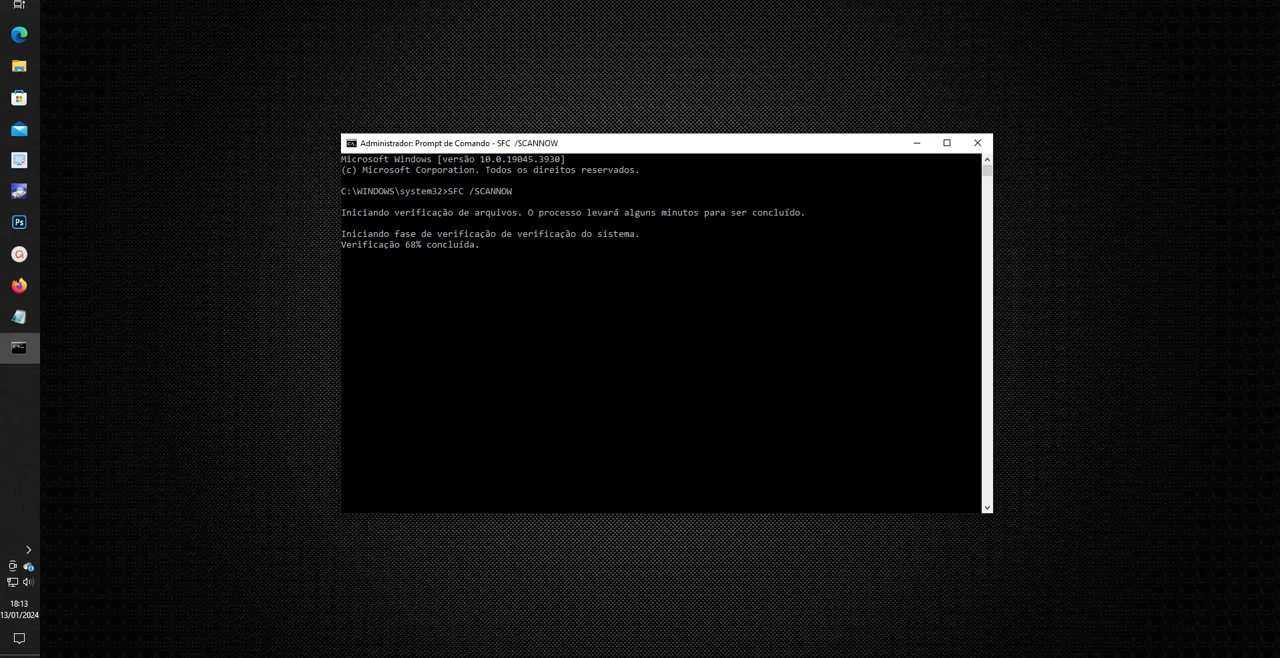 Administrador: Prompt de Comando - SFC /SCANNOW
Microsoft Windows [versão 10.0.19045.3930]
(c) Microsoft Corporation. Todos os direitos reservados.
C:\WINDOWS\system32>SFC /SCANNOW
Iniciando verificação de arquivos. O processo levará alguns minutos para ser concluído.
Iniciando fase de verificação de verificação do sistema.
Verificação 68% concluída.
Ps
18:13
13/01/2024